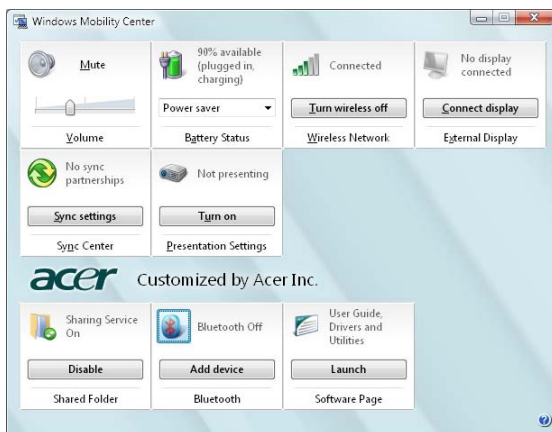 Windows Mobility Center
Mute
Volume
90% available
(plugged in,
charging)
Power saver
Battery Status
Connected
Turn wireless off
Wireless Network
No display
connected
Connect display
External Display
No sync
partnerships
Sync settings
Sync Center
Not presenting
Turn on
Presentation Settings
acer Customized by Acer Inc.
Sharing Service
On
Disable
Shared Folder
Bluetooth Off
Add device
Bluetooth
User Guide,
Drivers and
Utilities
Launch
Software Page